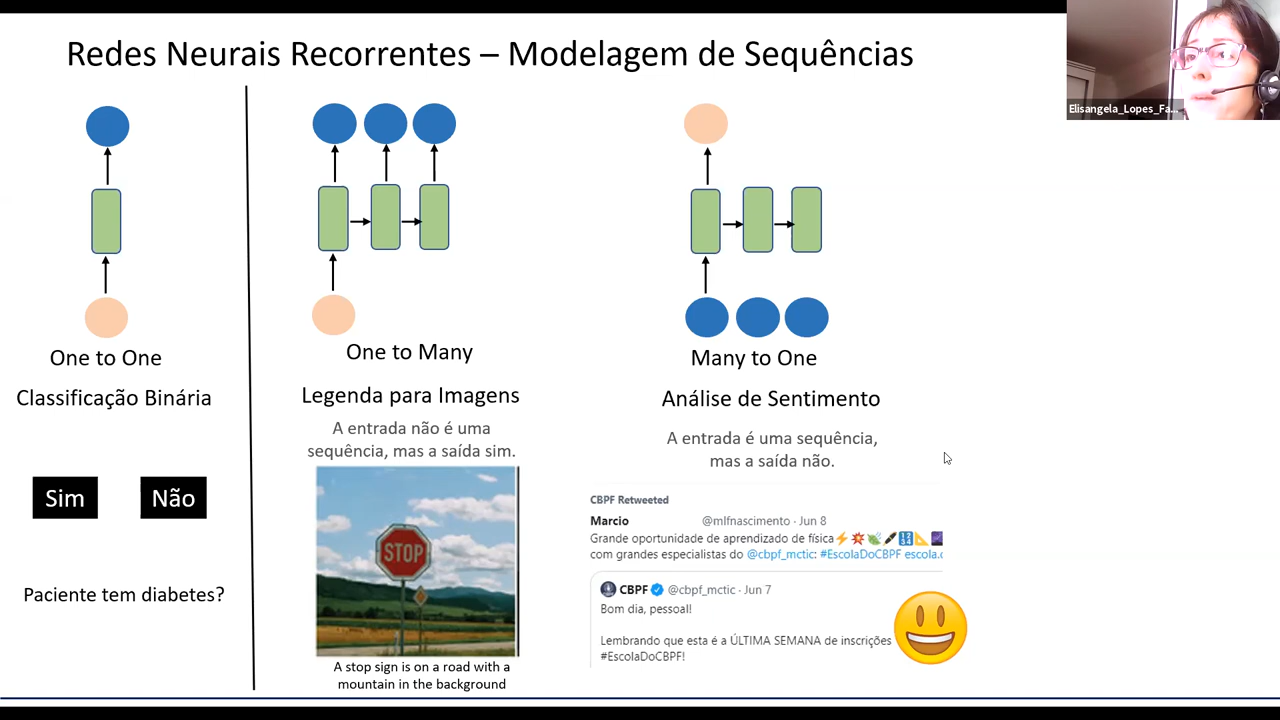 Redes Neurais Recorrentes – Modelagem de Sequências
Elisangela_Lopes_Fa...
One to One
Classificação Binária
Sim
Não
Paciente tem diabetes?
One to Many
Legenda para Imagens
A entrada não é uma
sequência, mas a saída sim.
STOP
A stop sign is on a road with a
mountain in the background
Many to One
Análise de Sentimento
A entrada é uma sequência,
mas a saída não.
CBPF Retweeted
Marcio @mlfnascimento · Jun 8
Grande oportunidade de aprendizado de física⚡💥🍃🖋🔢📐
com grandes especialistas do @cbpf_mctic: #EscolaDoCBPF escola.c
CBPF @cbpf_mctic · Jun 7
Bom dia, pessoal!
Lembrando que esta é a ÚLTIMA SEMANA de inscrições
#EscolaDoCBPF!